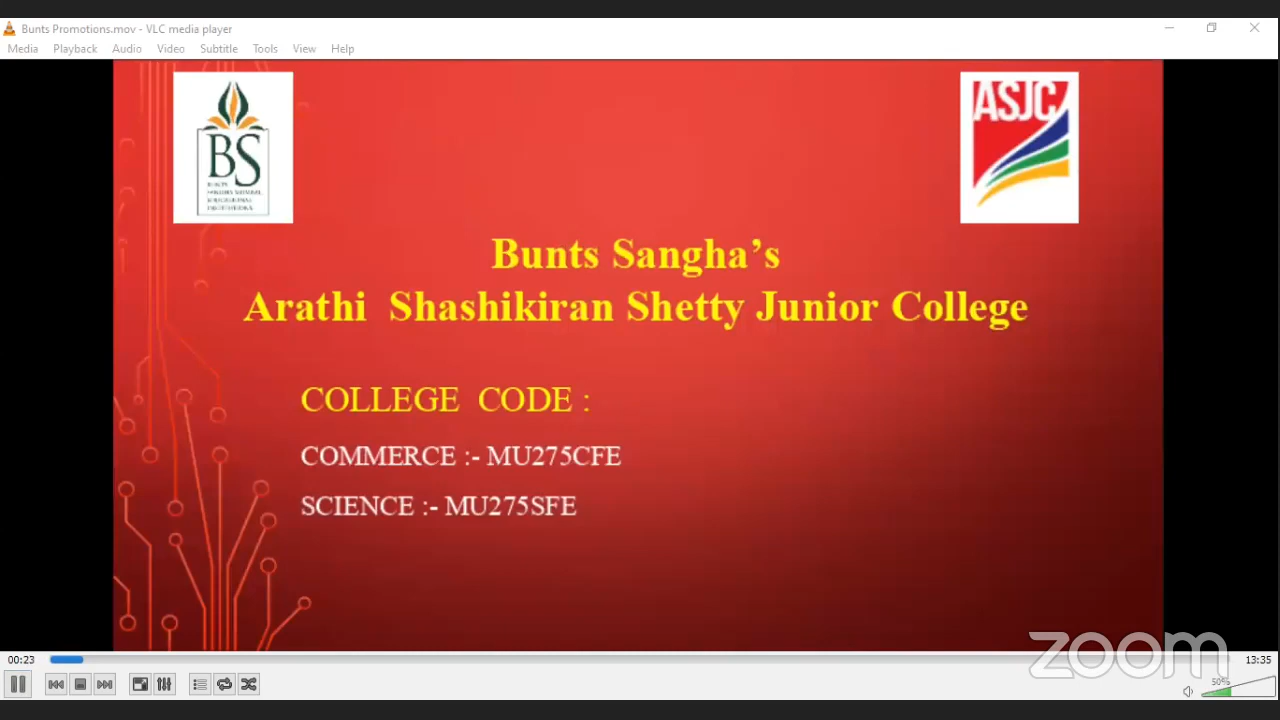 Bunts Promotions.mov - VLC media player
Media Playback Audio Video Subtitle Tools View Help
BS
ASJC
Bunts Sangha’s
Arathi Shashikiran Shetty Junior College
COLLEGE CODE :
COMMERCE :- MU275CFE
SCIENCE :- MU275SFE
zoom
00:23
13:35
50%